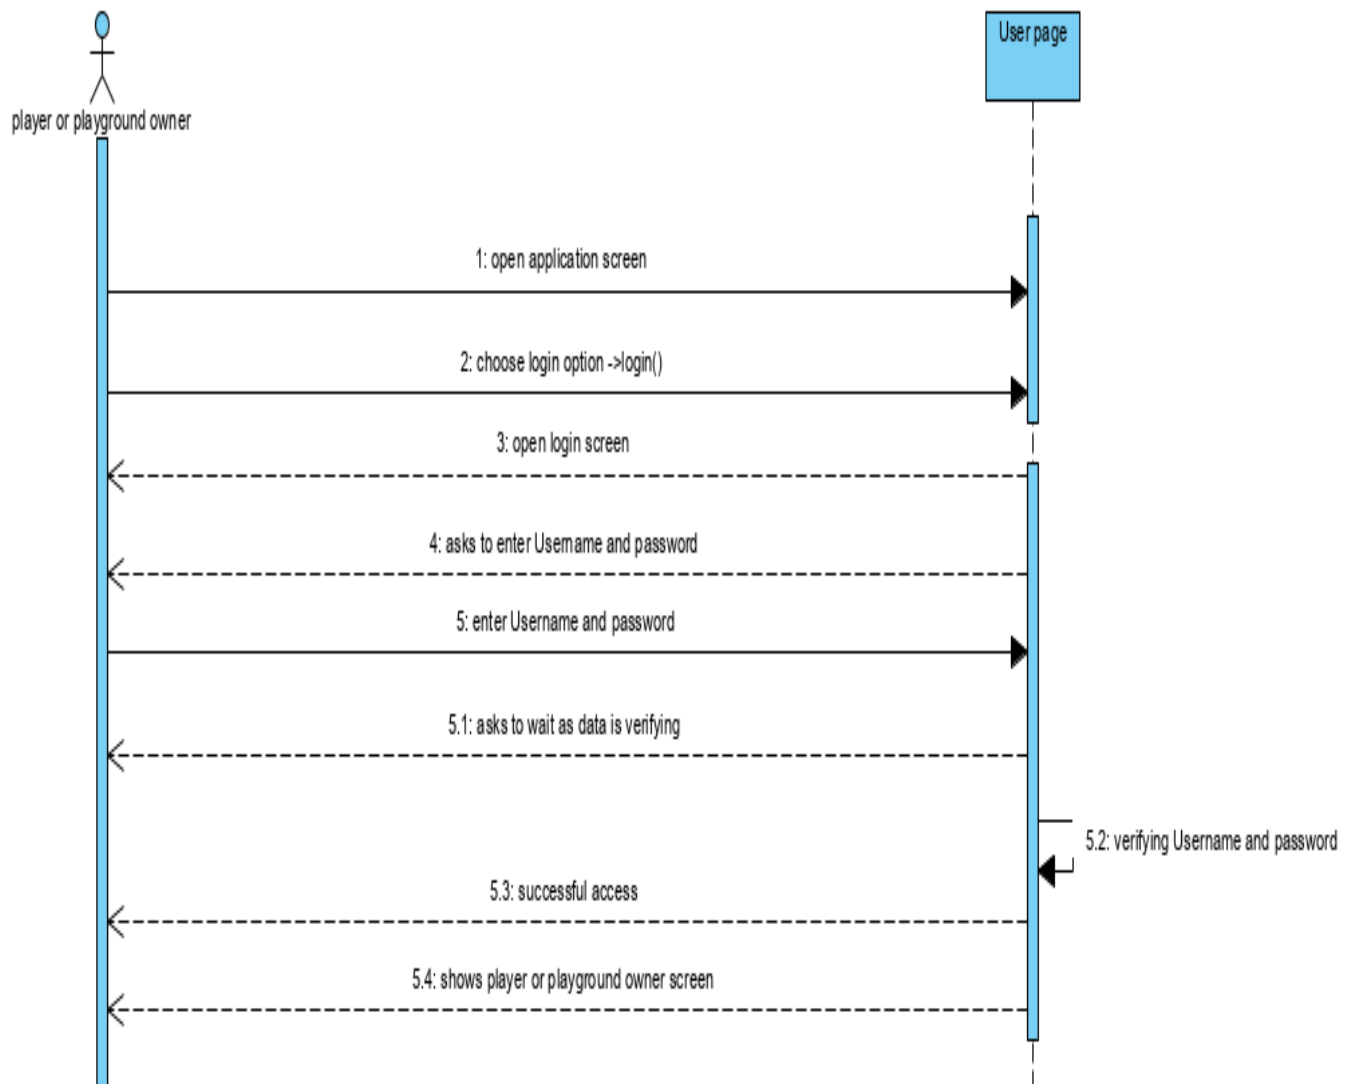 User page
player or playground owner
1: open application screen
2: choose login option ->login()
3: open login screen
4: asks to enter Username and password
5: enter Username and password
5.1: asks to wait as data is verifying
5.2: verifying Username and password
5.3: successful access
5.4: shows player or playground owner screen